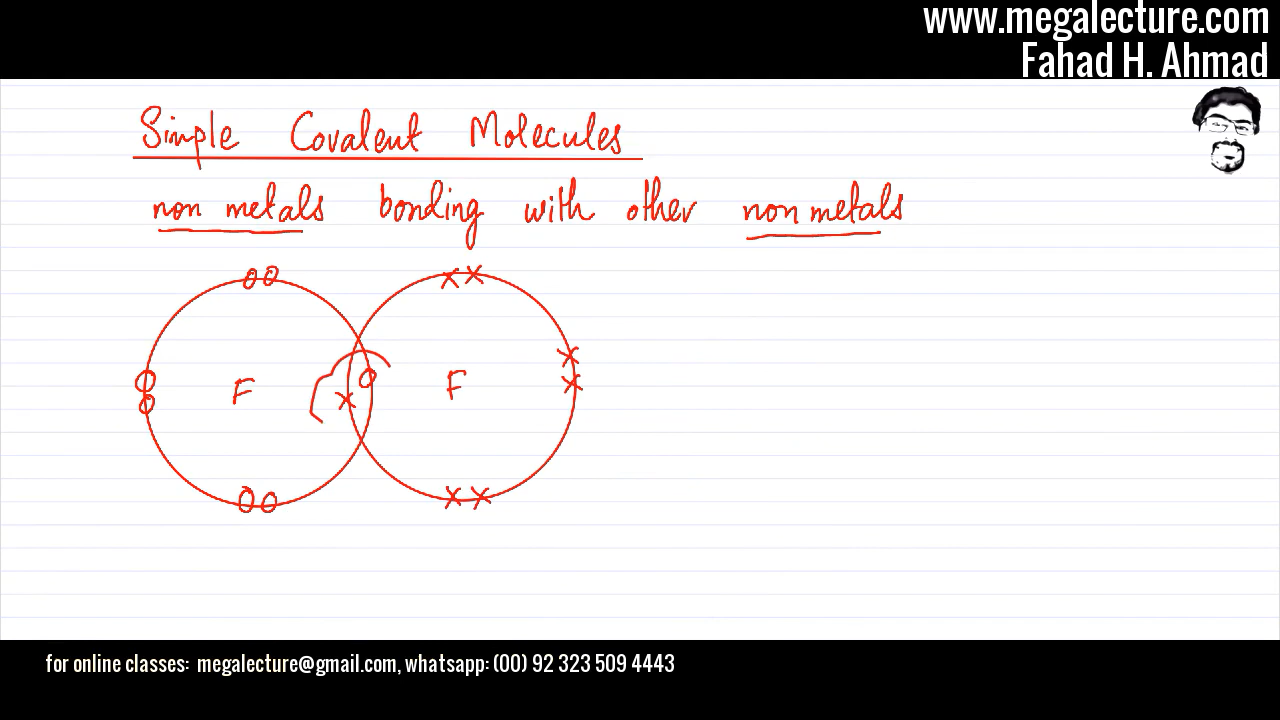 www.megalecture.com
Fahad H. Ahmad
Simple Covalent Molecules
non metals bonding with other non metals
F F
for online classes: megalecture@gmail.com, whatsapp: (00) 92 323 509 4443